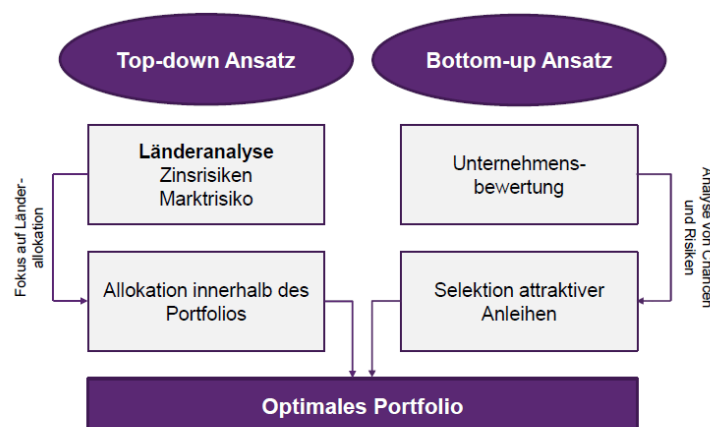 Top-down Ansatz
Bottom-up Ansatz
Länderanalyse
Zinsrisiken
Marktrisiko
Unternehmens-
bewertung
Fokus auf Länder-
allokation
Analyse von Chancen
und Risiken
Allokation innerhalb des
Portfolios
Selektion attraktiver
Anleihen
Optimales Portfolio